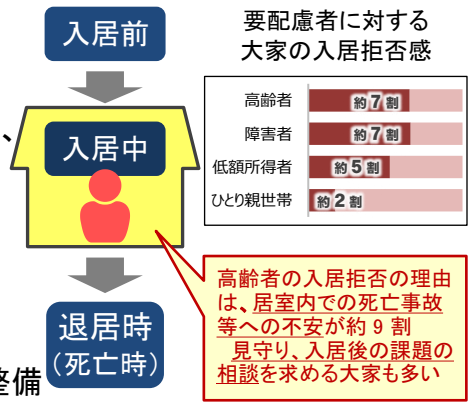 入居前
、
入居中
退居時
（死亡時）
整備
要配慮者に対する
大家の入居拒否感
高齢者 約７割
障害者 約７割
低額所得者 約５割
ひとり親世帯 約２割
高齢者の入居拒否の理由
は、居室内での死亡事故
等への不安が約９割
見守り、入居後の課題の
相談を求める大家も多い